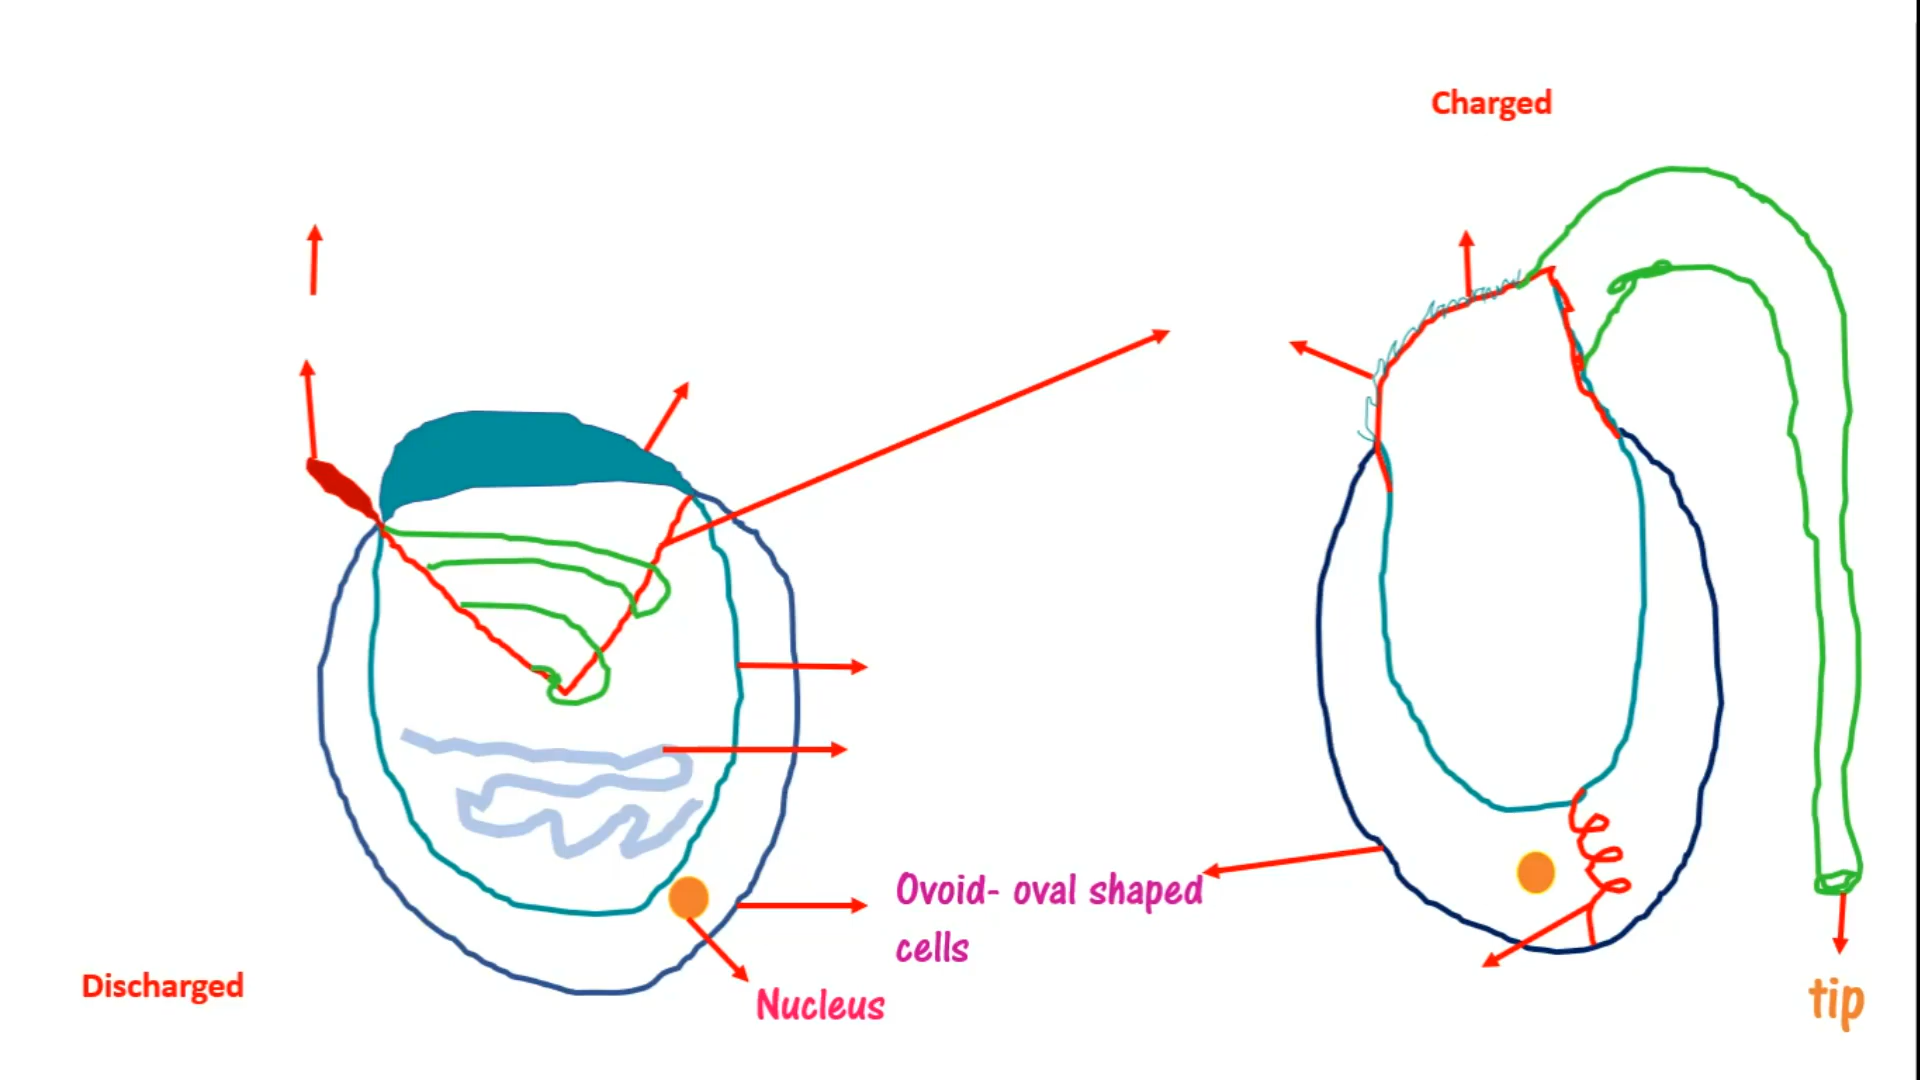 Charged
Ovoid- oval shaped
cells
Discharged
Nucleus
tip